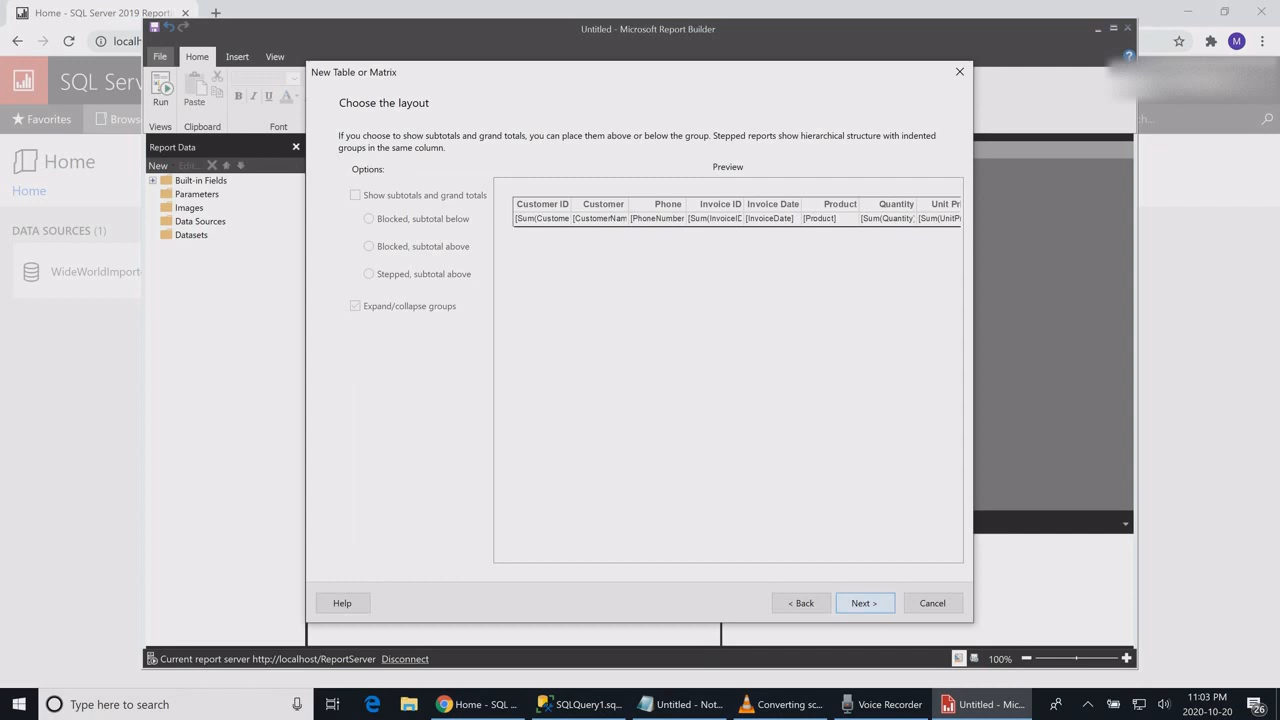 Home - SQL Server 2019 Repor
Untitled - Microsoft Report Builder
localh
M
File
Home
Insert
View
?
SQL Server
Run
Paste
B
I
U
A
Favorites
Brows
Views
Clipboard
Font
Report Data
New
Edit...
Built-in Fields
Parameters
Images
Data Sources
Datasets
Home
Home
DATA SOURCES (1)
WideWorldImport
New Table or Matrix
Choose the layout
If you choose to show subtotals and grand totals, you can place them above or below the group. Stepped reports show hierarchical structure with indented
groups in the same column.
Options:
Preview
Show subtotals and grand totals
Blocked, subtotal below
Blocked, subtotal above
Stepped, subtotal above
Expand/collapse groups
Customer ID Customer Phone Invoice ID Invoice Date Product Quantity Unit Pri
[Sum(Custome [CustomerNam [PhoneNumber [Sum(InvoiceID [InvoiceDate] [Product] [Sum(Quantity) [Sum(UnitPri
Help
< Back
Next >
Cancel
Current report server http://localhost/ReportServer Disconnect
100%
Type here to search
Home - SQL ...
SQLQuery1.sq...
Untitled - Not...
Converting sc...
Voice Recorder
Untitled - Mic...
11:03 PM
2020-10-20
26